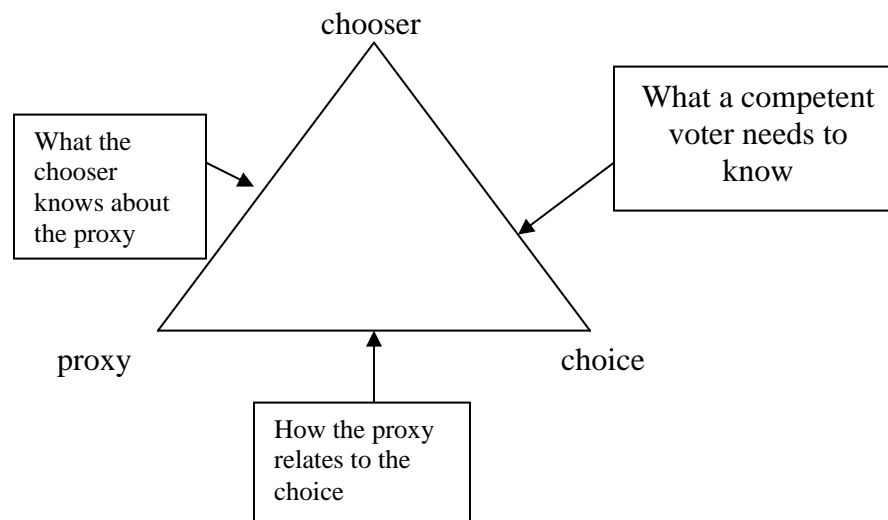 chooser
What a competent
voter needs to
know
What the
chooser
knows about
the proxy
proxy
choice
How the proxy
relates to the
choice